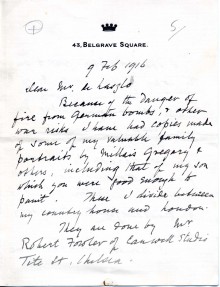 5/
43, BELGRAVE SQUARE.
9 Feb 1916
Dear Mr. de Laszlo
Because of the danger of
fire from German bombs, & other
war risks I have had copies made
of some of my valuable family
portraits, by Millais Gregory &
others, including that of my son
which you were good enough to
paint. These I divide between
my country house and London.
They are done by Mr
Robert Fowler of Studio
Tite St. Chelsea.